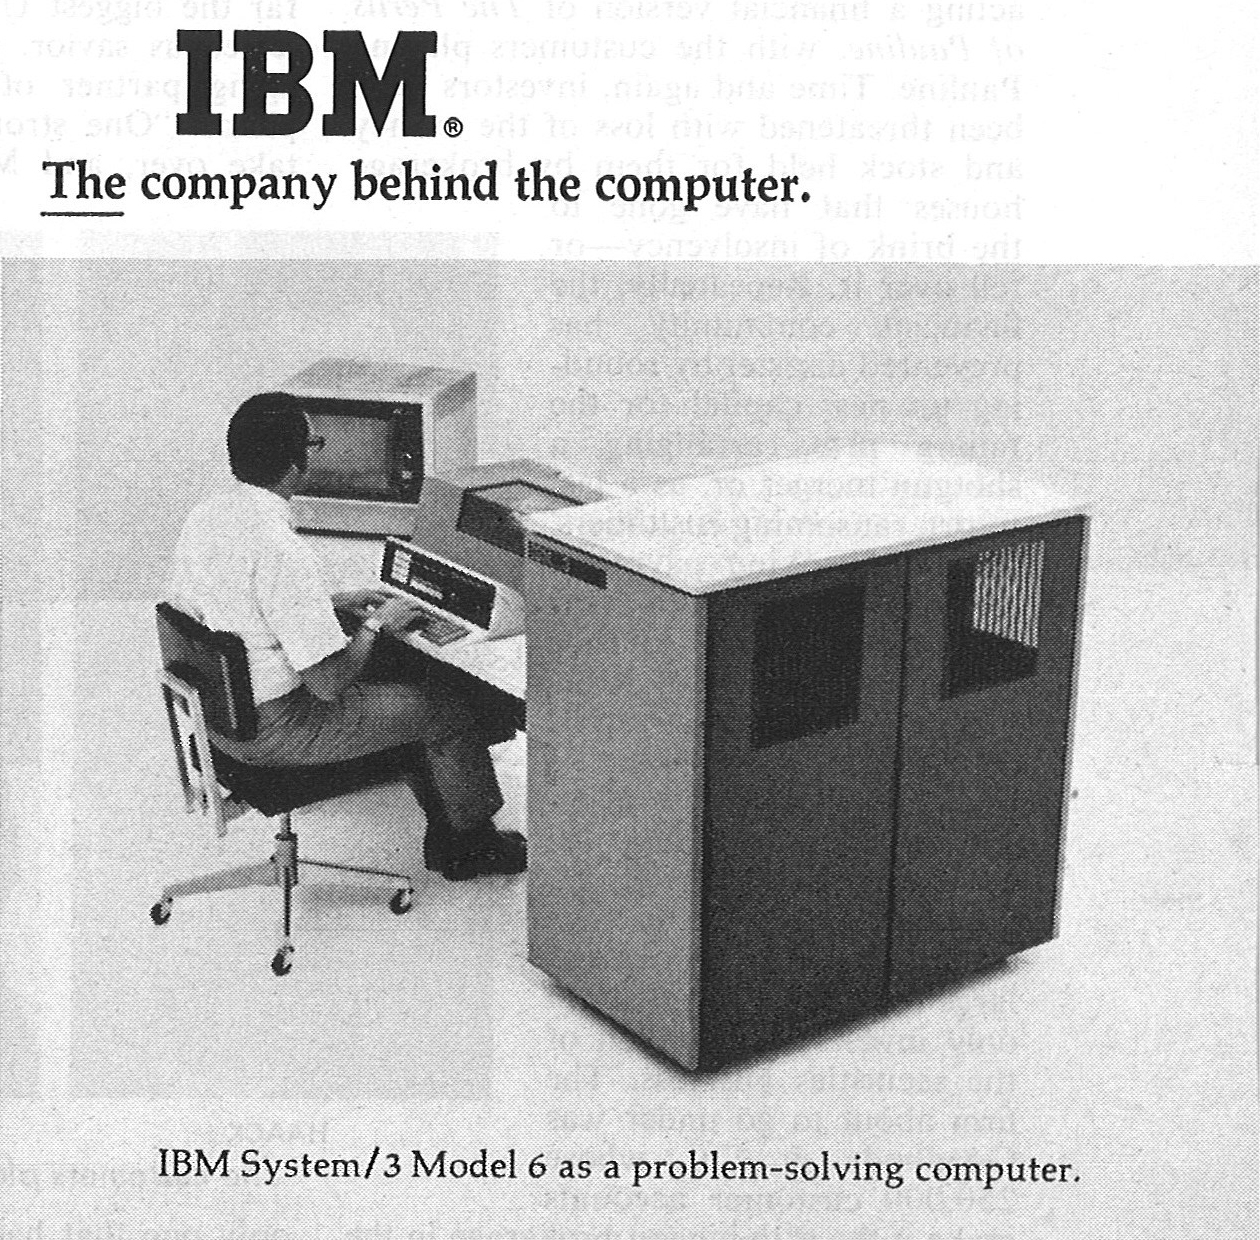 IBM®
The company behind the computer.
IBM System/3 Model 6 as a problem-solving computer.